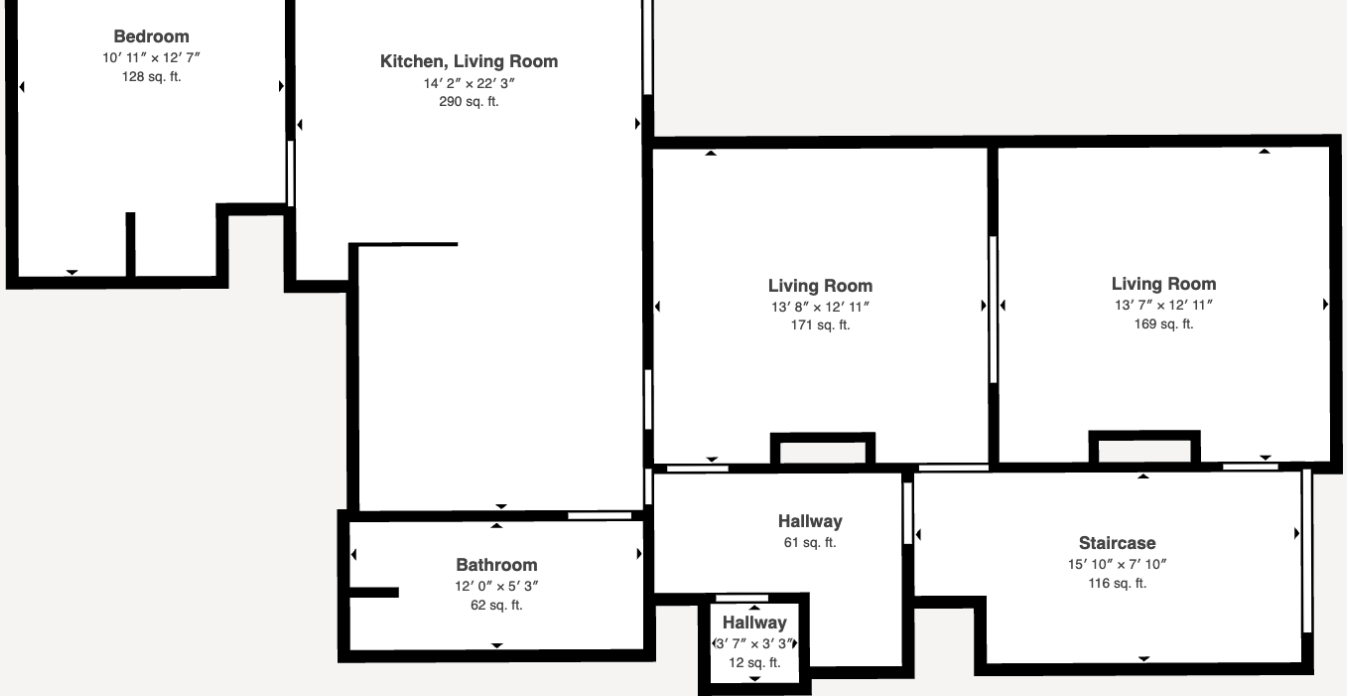 Bedroom
10′ 11″ × 12′ 7″
128 sq. ft.
Kitchen, Living Room
14′ 2″ × 22′ 3″
290 sq. ft.
Living Room
13′ 8″ × 12′ 11″
171 sq. ft.
Living Room
13′ 7″ × 12′ 11″
169 sq. ft.
Hallway
61 sq. ft.
Staircase
15′ 10″ × 7′ 10″
116 sq. ft.
Bathroom
12′ 0″ × 5′ 3″
62 sq. ft.
Hallway
3′ 7″ × 3′ 3″
12 sq. ft.